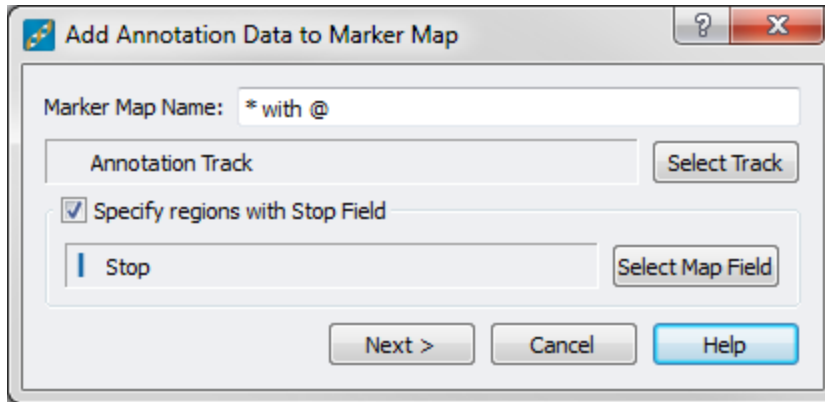 Add Annotation Data to Marker Map
? X
Marker Map Name: * with @
Annotation Track Select Track
Specify regions with Stop Field
I Stop Select Map Field
Next > Cancel Help